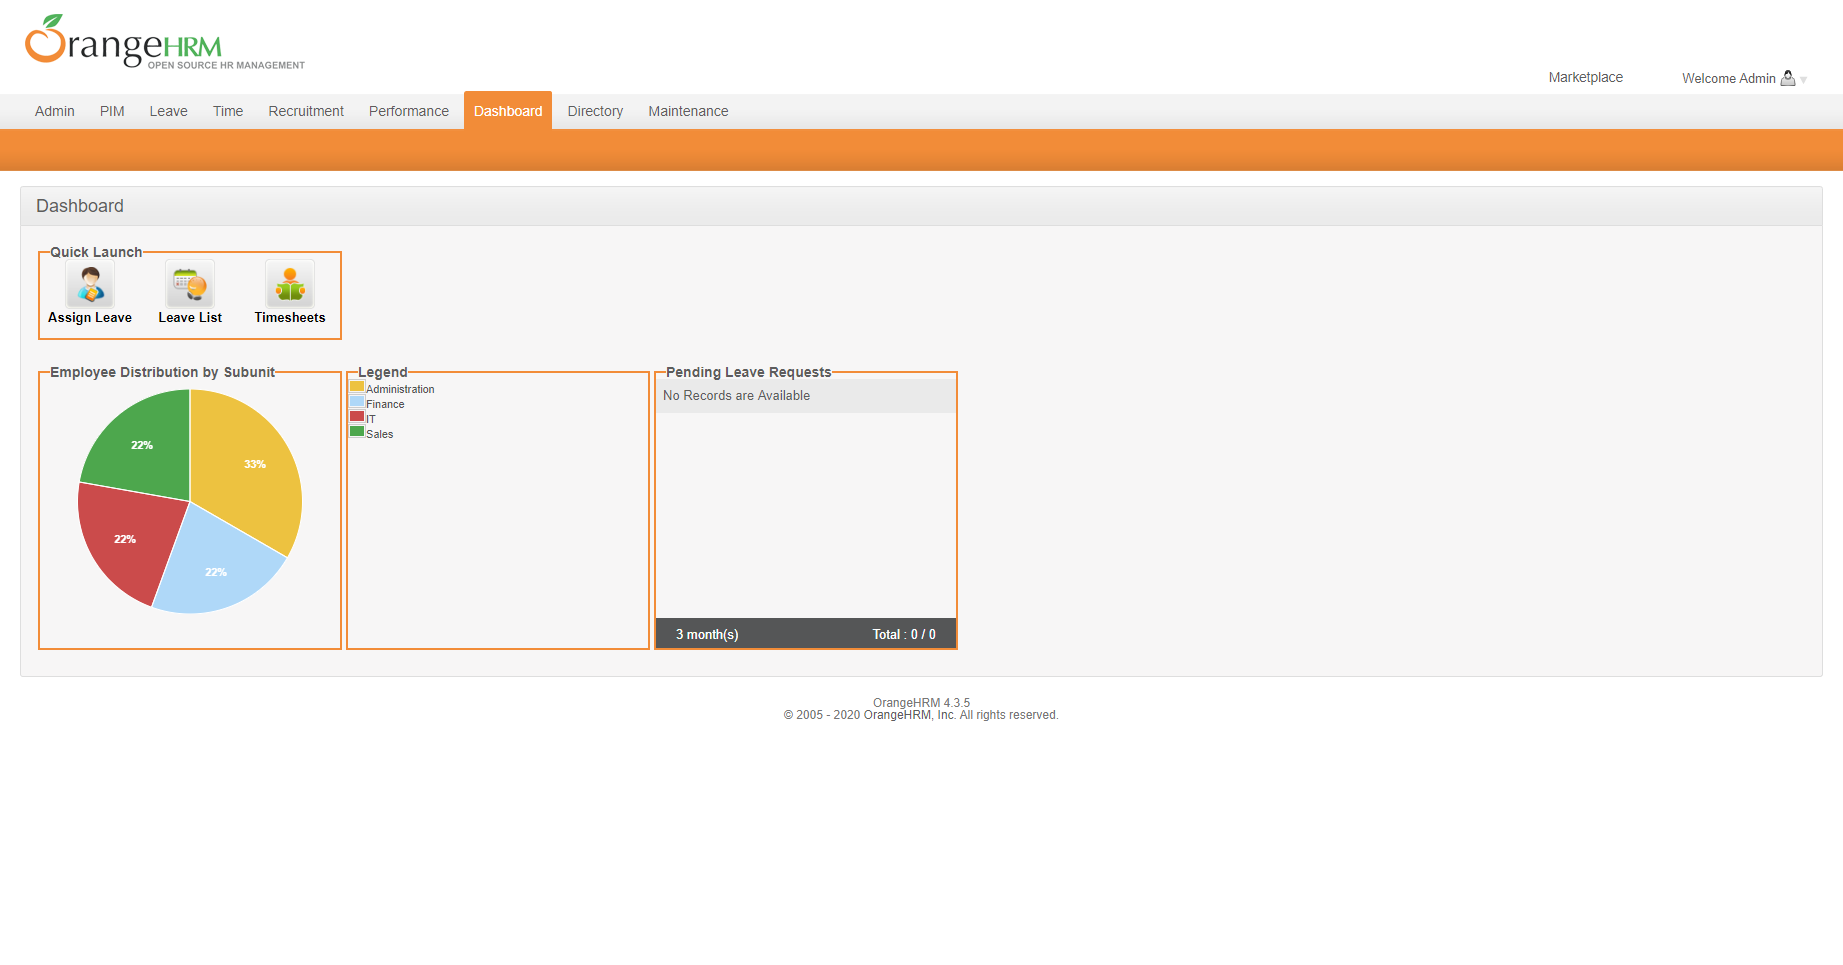 OrangeHRM
OPEN SOURCE HR MANAGEMENT
Marketplace
Welcome Admin
Admin PIM Leave Time Recruitment Performance Dashboard Directory Maintenance
Dashboard
Quick Launch
Assign Leave Leave List Timesheets
Employee Distribution by Subunit
33%
22%
22%
22%
Legend
Administration
Finance
IT
Sales
Pending Leave Requests
No Records are Available
3 month(s) Total : 0 / 0
OrangeHRM 4.3.5
© 2005 - 2020 OrangeHRM, Inc. All rights reserved.